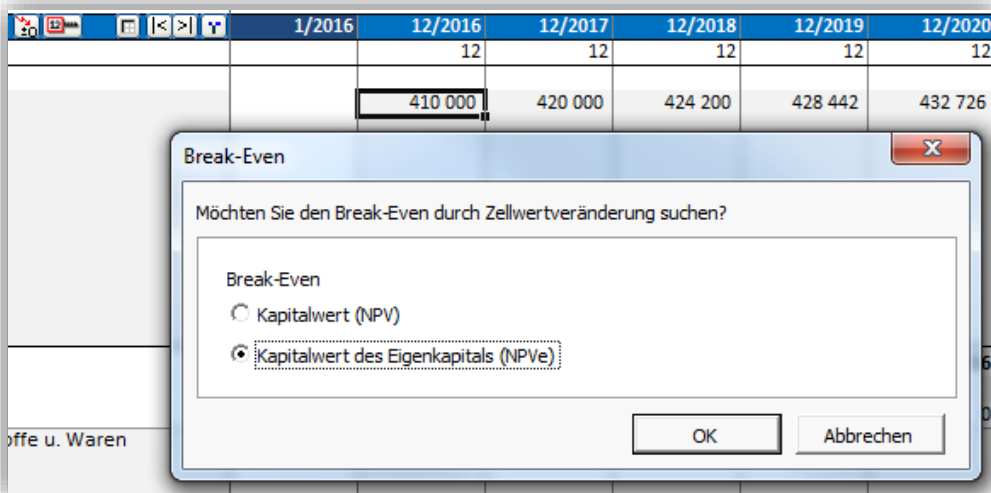 1/2016 12/2016 12/2017 12/2018 12/2019 12/2020
12 12 12 12 12
410 000 420 000 424 200 428 442 432 726
Break-Even
Möchten Sie den Break-Even durch Zellwertveränderung suchen?
Break-Even
Kapitalwert (NPV)
Kapitalwert des Eigenkapitals (NPVe)
OK Abbrechen
offe u. Waren